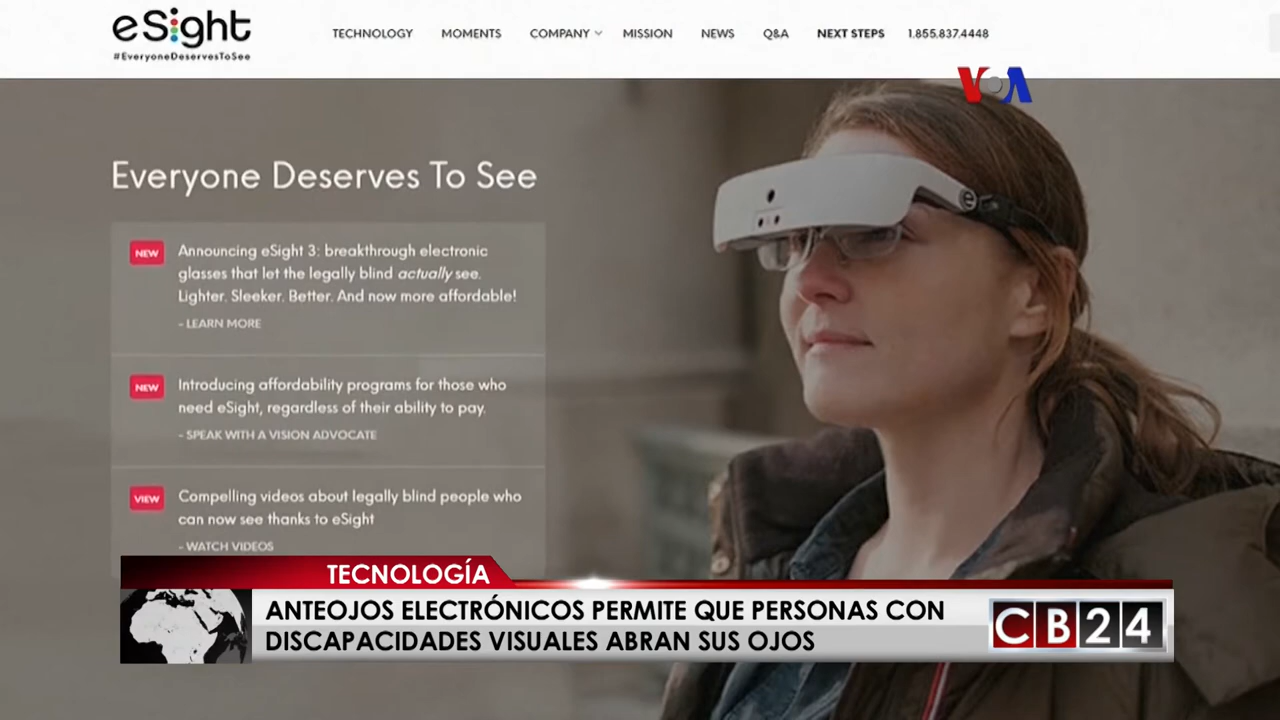 eSight
#EveryoneDeservesToSee
TECHNOLOGY MOMENTS COMPANY MISSION NEWS Q&A NEXT STEPS 1.855.837.4448
VOA
Everyone Deserves To See
NEW
Announcing eSight 3: breakthrough electronic
glasses that let the legally blind actually see.
Lighter. Sleeker. Better. And now more affordable!
- LEARN MORE
NEW
Introducing affordability programs for those who
need eSight, regardless of their ability to pay.
- SPEAK WITH A VISION ADVOCATE
VIEW
Compelling videos about legally blind people who
can now see thanks to eSight
- WATCH VIDEOS
e
TECNOLOGÍA
ANTEOJOS ELECTRÓNICOS PERMITE QUE PERSONAS CON
DISCAPACIDADES VISUALES ABRAN SUS OJOS
CB24